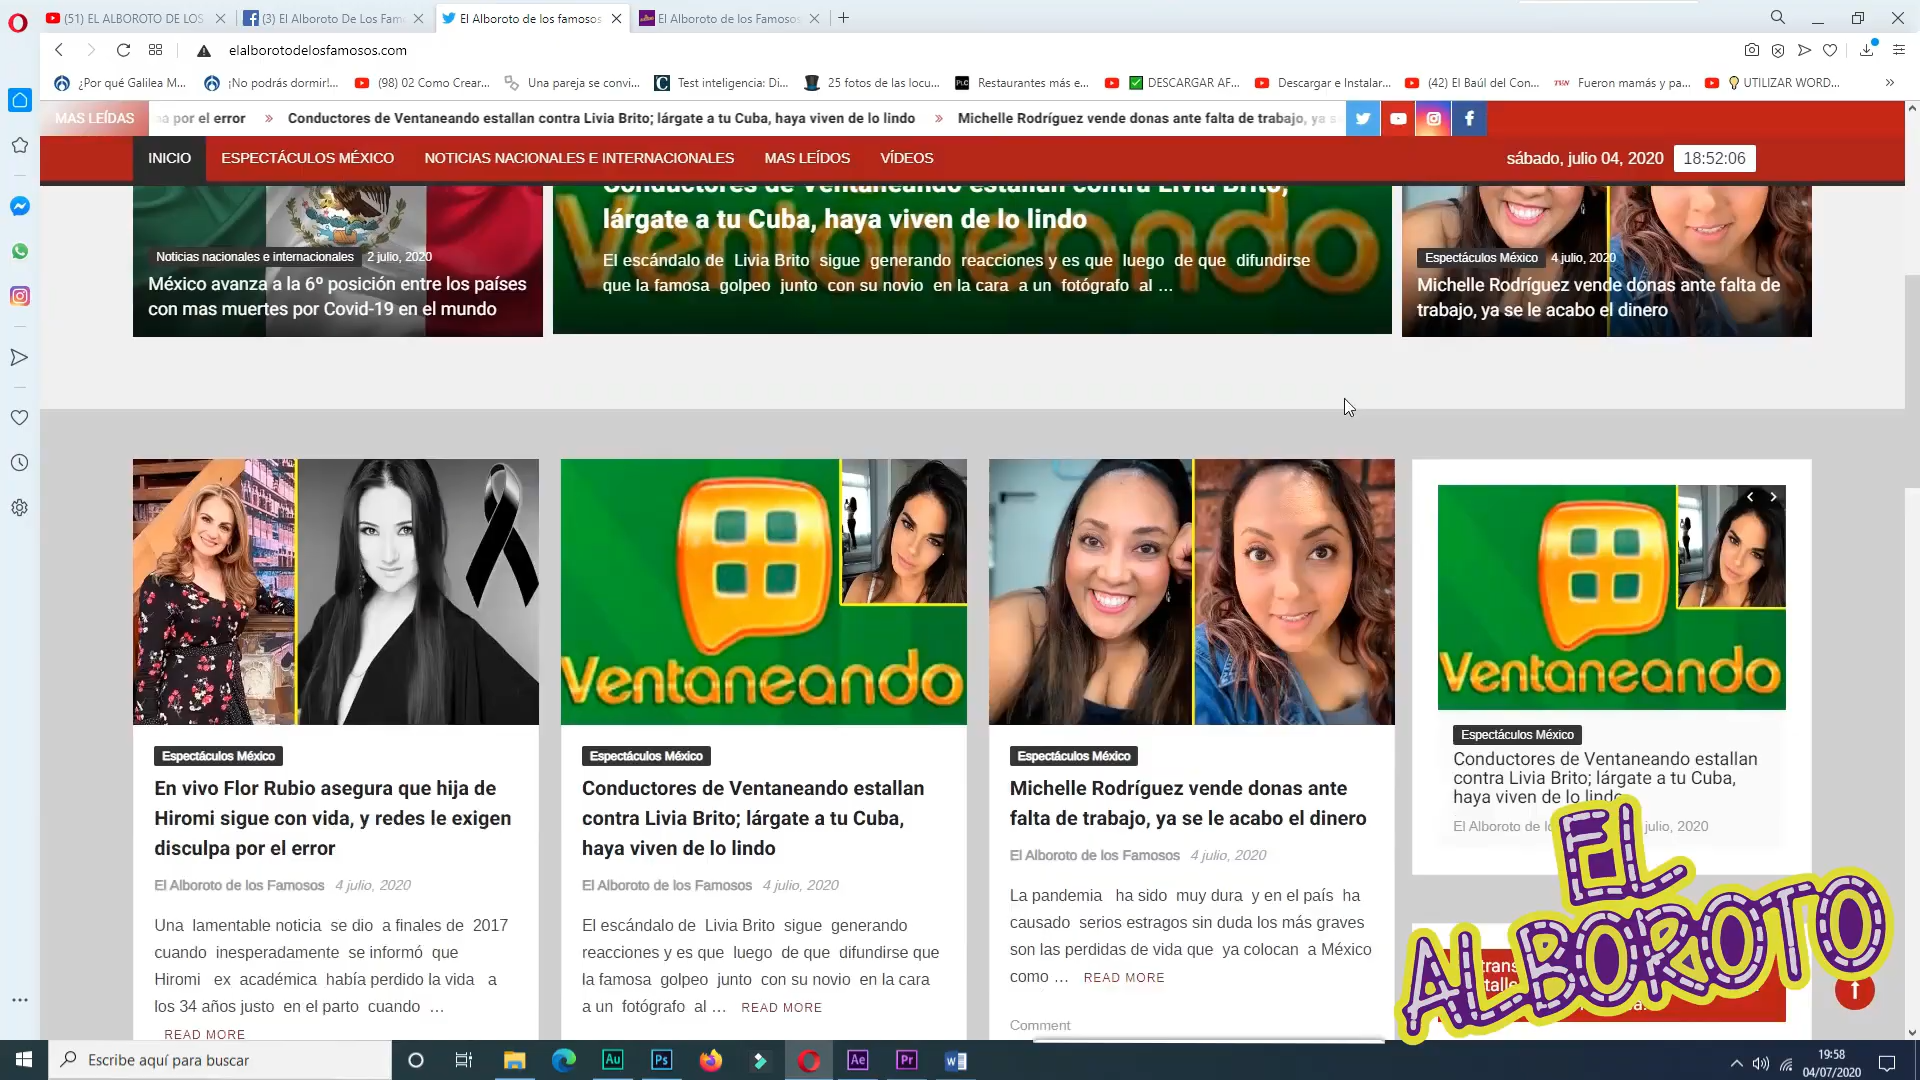 (51) EL ALBOROTO DE LOS
(3) El Alboroto De Los Fam
El Alboroto de los famosos
El Alboroto de los Famosos
elalborotodelosfamosos.com
¿Por qué Galilea M...
¡No podrás dormir!...
(98) 02 Como Crear...
Una pareja se convi...
Test inteligencia: Di...
25 fotos de las locu...
Restaurantes más e...
DESCARGAR AF...
Descargar e Instalar...
(42) El Baúl del Con...
Fueron mamás y pa...
UTILIZAR WORD...
MAS LEÍDAS
por el error » Conductores de Ventaneando estallan contra Livia Brito; lárgate a tu Cuba, haya viven de lo lindo » Michelle Rodríguez vende donas ante falta de trabajo, ya s
INICIO
ESPECTÁCULOS MÉXICO
NOTICIAS NACIONALES E INTERNACIONALES
MAS LEÍDOS
VÍDEOS
sábado, julio 04, 2020 18:52:06
Noticias nacionales e internacionales 2 julio, 2020
México avanza a la 6º posición entre los países
con mas muertes por Covid-19 en el mundo
Conductores de Ventaneando estallan contra Livia Brito;
lárgate a tu Cuba, haya viven de lo lindo
Ventaneando
El escándalo de Livia Brito sigue generando reacciones y es que luego de que difundirse
que la famosa golpeo junto con su novio en la cara a un fotógrafo al ...
Espectáculos México 4 julio, 2020
Michelle Rodríguez vende donas ante falta de
trabajo, ya se le acabo el dinero
Espectáculos México
En vivo Flor Rubio asegura que hija de
Hiromi sigue con vida, y redes le exigen
disculpa por el error
El Alboroto de los Famosos 4 julio, 2020
Una lamentable noticia se dio a finales de 2017
cuando inesperadamente se informó que
Hiromi ex académica había perdido la vida a
los 34 años justo en el parto cuando ...
READ MORE
Ventaneando
Espectáculos México
Conductores de Ventaneando estallan
contra Livia Brito; lárgate a tu Cuba,
haya viven de lo lindo
El Alboroto de los Famosos 4 julio, 2020
El escándalo de Livia Brito sigue generando
reacciones y es que luego de que difundirse que
la famosa golpeo junto con su novio en la cara
a un fotógrafo al ... READ MORE
Espectáculos México
Michelle Rodríguez vende donas ante
falta de trabajo, ya se le acabo el dinero
El Alboroto de los Famosos 4 julio, 2020
La pandemia ha sido muy dura y en el país ha
causado serios estragos sin duda los más graves
son las perdidas de vida que ya colocan a México
como ... READ MORE
Comment
Ventaneando
Espectáculos México
Conductores de Ventaneando estallan
contra Livia Brito; lárgate a tu Cuba,
haya viven de lo lindo
El Alboroto de lo julio, 2020
EL
ALBOROTO
Escribe aquí para buscar
Au
Ps
Ae
Pr
19:58
04/07/2020